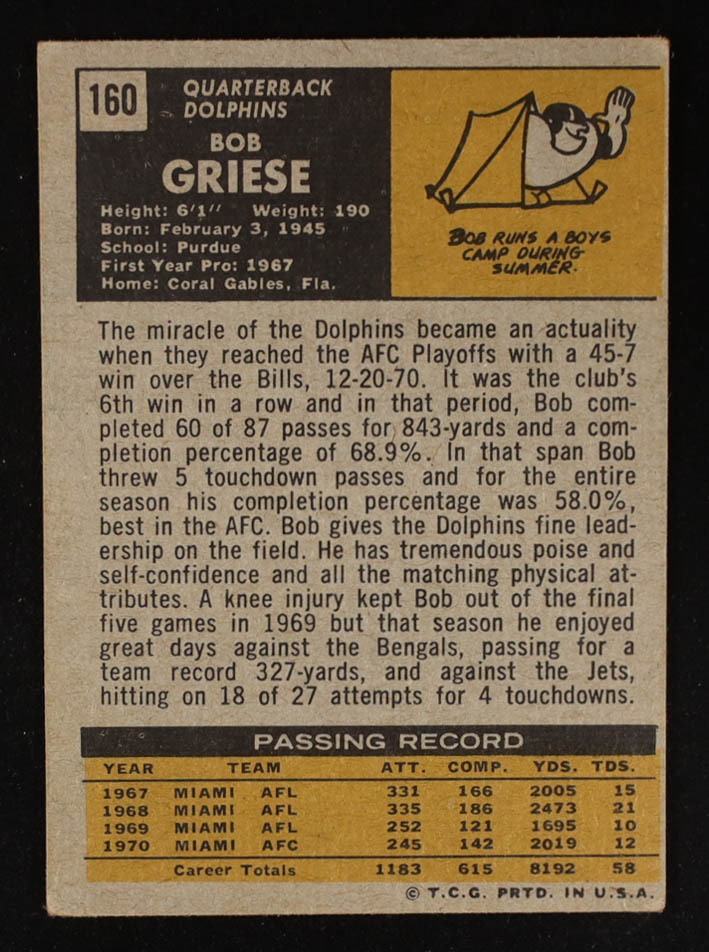 160
QUARTERBACK
DOLPHINS
BOB
GRIESE
Height: 6'1" Weight: 190
Born: February 3, 1945
School: Purdue
First Year Pro: 1967
Home: Coral Gables, Fla.
BOB RUNS A BOYS
CAMP DURING
SUMMER.
The miracle of the Dolphins became an actuality
when they reached the AFC Playoffs with a 45-7
win over the Bills, 12-20-70. It was the club's
6th win in a row and in that period, Bob com-
pleted 60 of 87 passes for 843-yards and a com-
pletion percentage of 68.9%. In that span Bob
threw 5 touchdown passes and for the entire
season his completion percentage was 58.0%,
best in the AFC. Bob gives the Dolphins fine lead-
ership on the field. He has tremendous poise and
self-confidence and all the matching physical at-
tributes. A knee injury kept Bob out of the final
five games in 1969 but that season he enjoyed
great days against the Bengals, passing for a
team record 327-yards, and against the Jets,
hitting on 18 of 27 attempts for 4 touchdowns.
PASSING RECORD
YEAR TEAM ATT. COMP. YDS. TDS.
1967 MIAMI AFL 331 166 2005 15
1968 MIAMI AFL 335 186 2473 21
1969 MIAMI AFL 252 121 1695 10
1970 MIAMI AFC 245 142 2019 12
Career Totals 1183 615 8192 58
© T.C.G. PRTD. IN U.S.A.